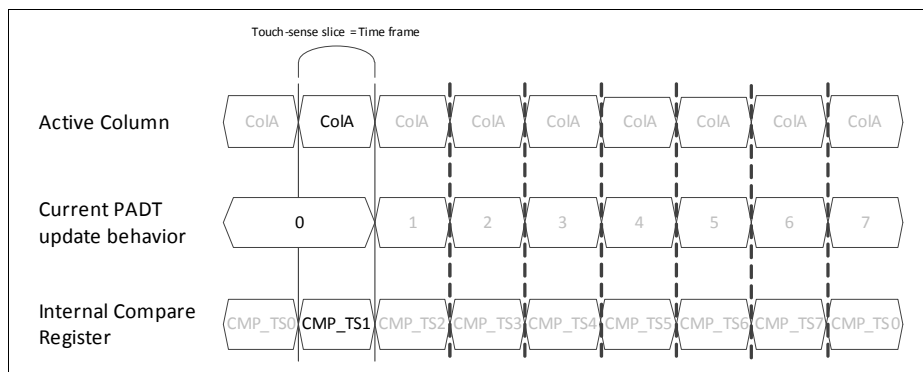 Touch-sense slice = Time frame
Active Column ColA ColA ColA ColA ColA ColA ColA ColA ColA
Current PADT
update behavior 0 1 2 3 4 5 6 7
Internal Compare
Register CMP_TS0 CMP_TS1 CMP_TS2 CMP_TS3 CMP_TS4 CMP_TS5 CMP_TS6 CMP_TS7 CMP_TS0